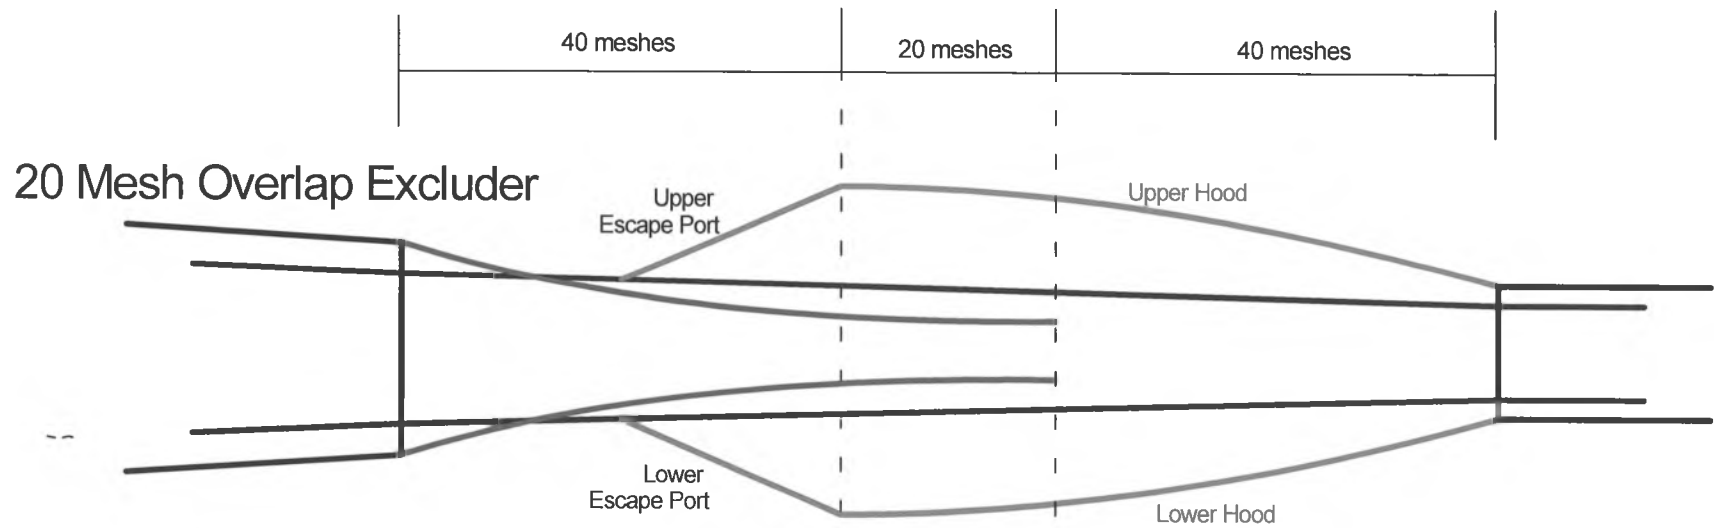 40 meshes
20 meshes
40 meshes
20 Mesh Overlap Excluder
Upper
Escape Port
Upper Hood
Lower
Escape Port
Lower Hood